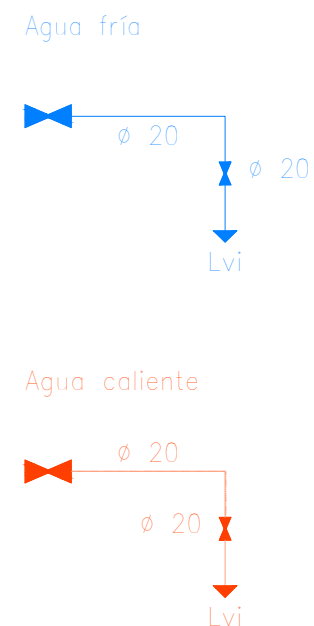 Agua fría
ø 20
ø 20
Lvi
Agua caliente
ø 20
ø 20
Lvi